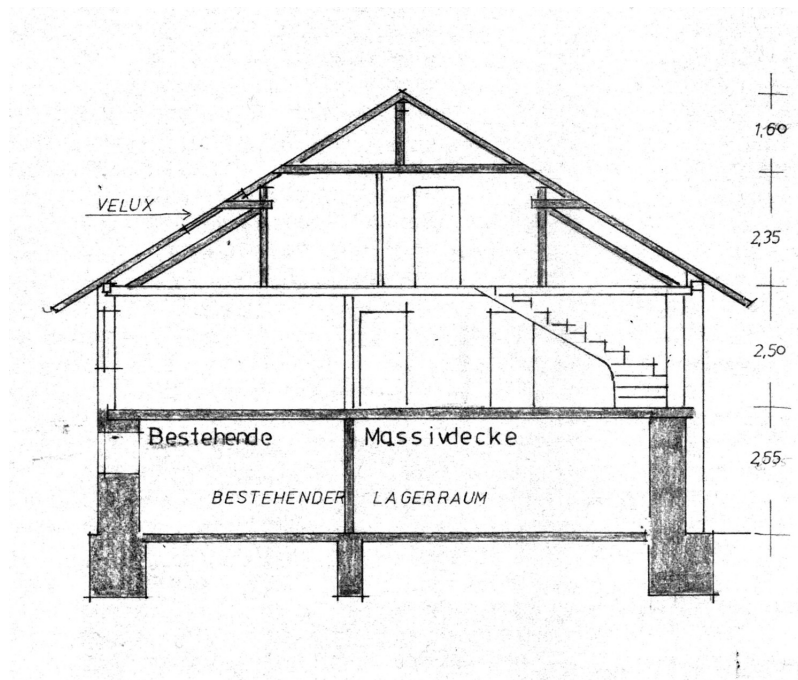 1,60
VELUX
2,35
2,50
Bestehende Massivdecke
2,55
BESTEHENDER LAGERRAUM